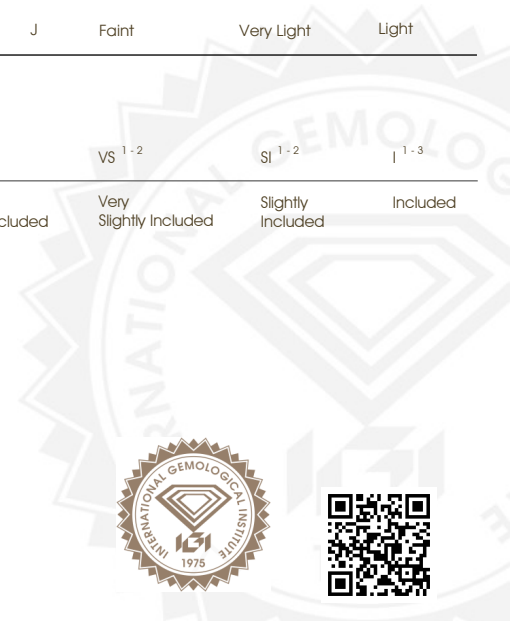 J Faint Very Light Light
VS 1 - 2 SI 1 - 2 I 1 - 3
cluded Very Slightly Included
Slightly Included
Included
INTERNATIONAL GEMOLOGICAL INSTITUTE
IGI
1975